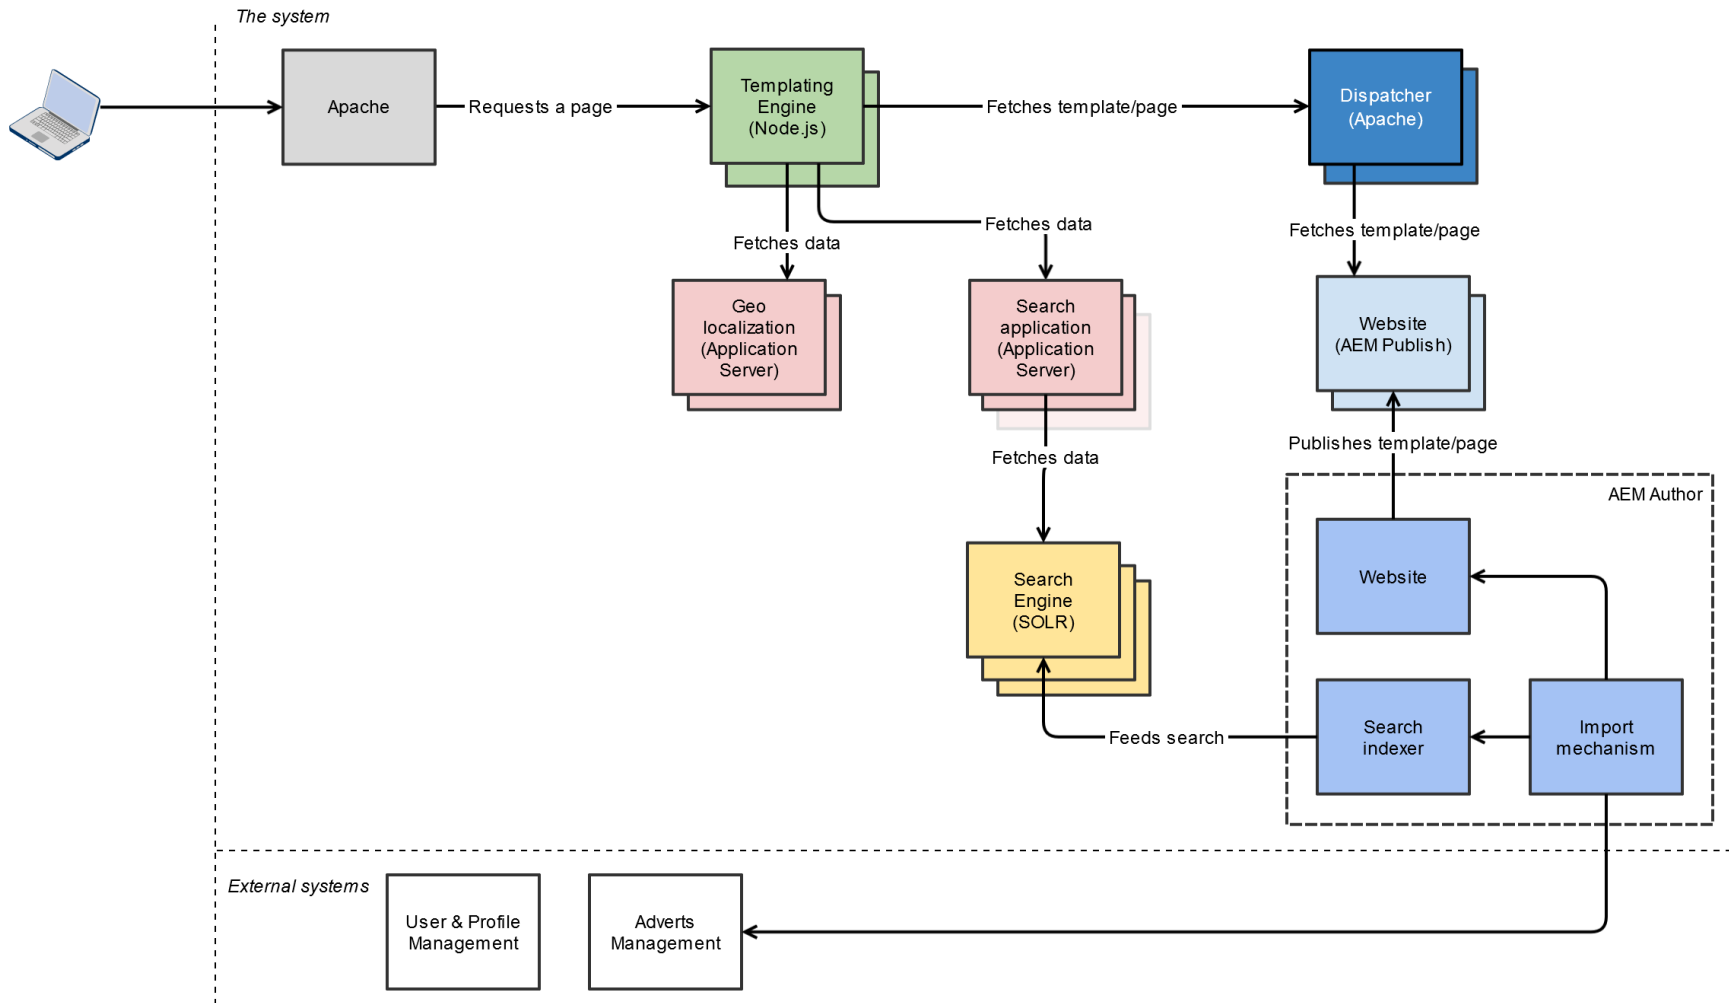 The system
Apache
Requests a page
Templating
Engine
(Node.js)
Fetches template/page
Dispatcher
(Apache)
Fetches data
Fetches data
Fetches template/page
Geo
localization
(Application
Server)
Search
application
(Application
Server)
Website
(AEM Publish)
Fetches data
Publishes template/page
AEM Author
Search
Engine
(SOLR)
Website
Feeds search
Search
indexer
Import
mechanism
External systems
User & Profile
Management
Adverts
Management